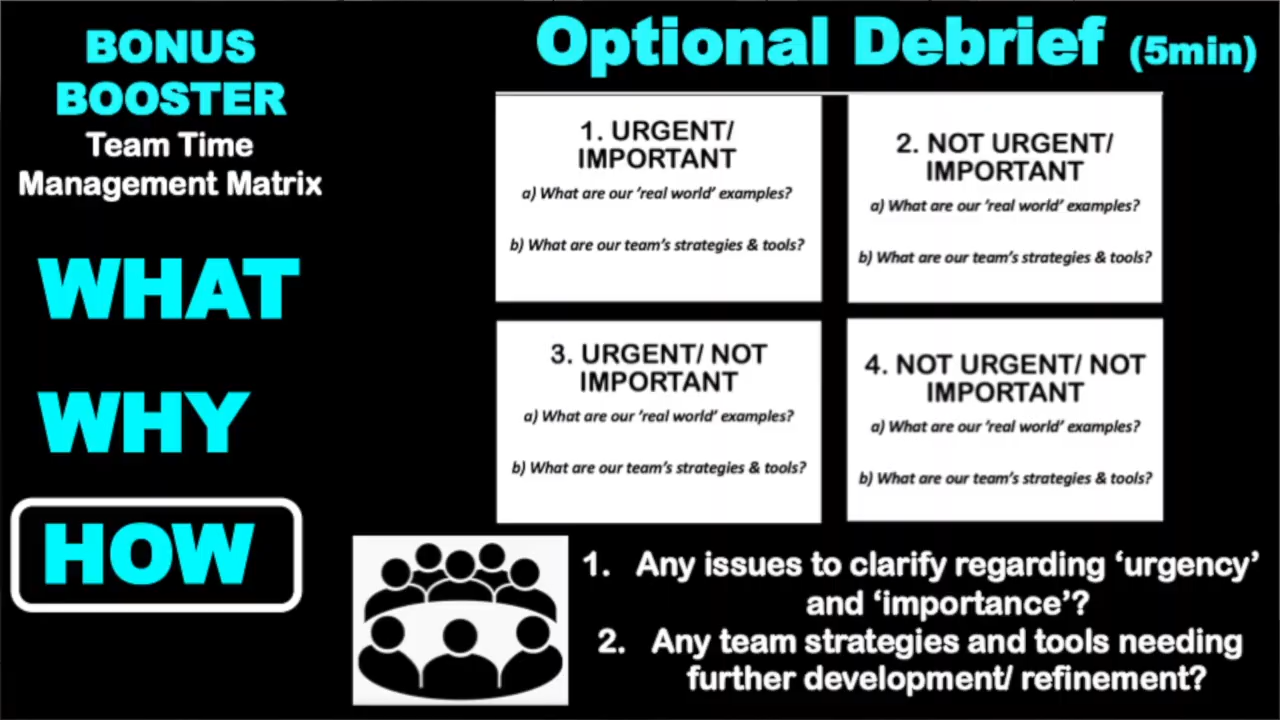 BONUS
BOOSTER
Team Time
Management Matrix
WHAT
WHY
HOW
Optional Debrief (5min)
1. URGENT/
IMPORTANT
a) What are our ‘real world’ examples?
b) What are our team’s strategies & tools?
2. NOT URGENT/
IMPORTANT
a) What are our ‘real world’ examples?
b) What are our team’s strategies & tools?
3. URGENT/ NOT
IMPORTANT
a) What are our ‘real world’ examples?
b) What are our team’s strategies & tools?
4. NOT URGENT/ NOT
IMPORTANT
a) What are our ‘real world’ examples?
b) What are our team’s strategies & tools?
1. Any issues to clarify regarding ‘urgency’
and ‘importance’?
2. Any team strategies and tools needing
further development/ refinement?